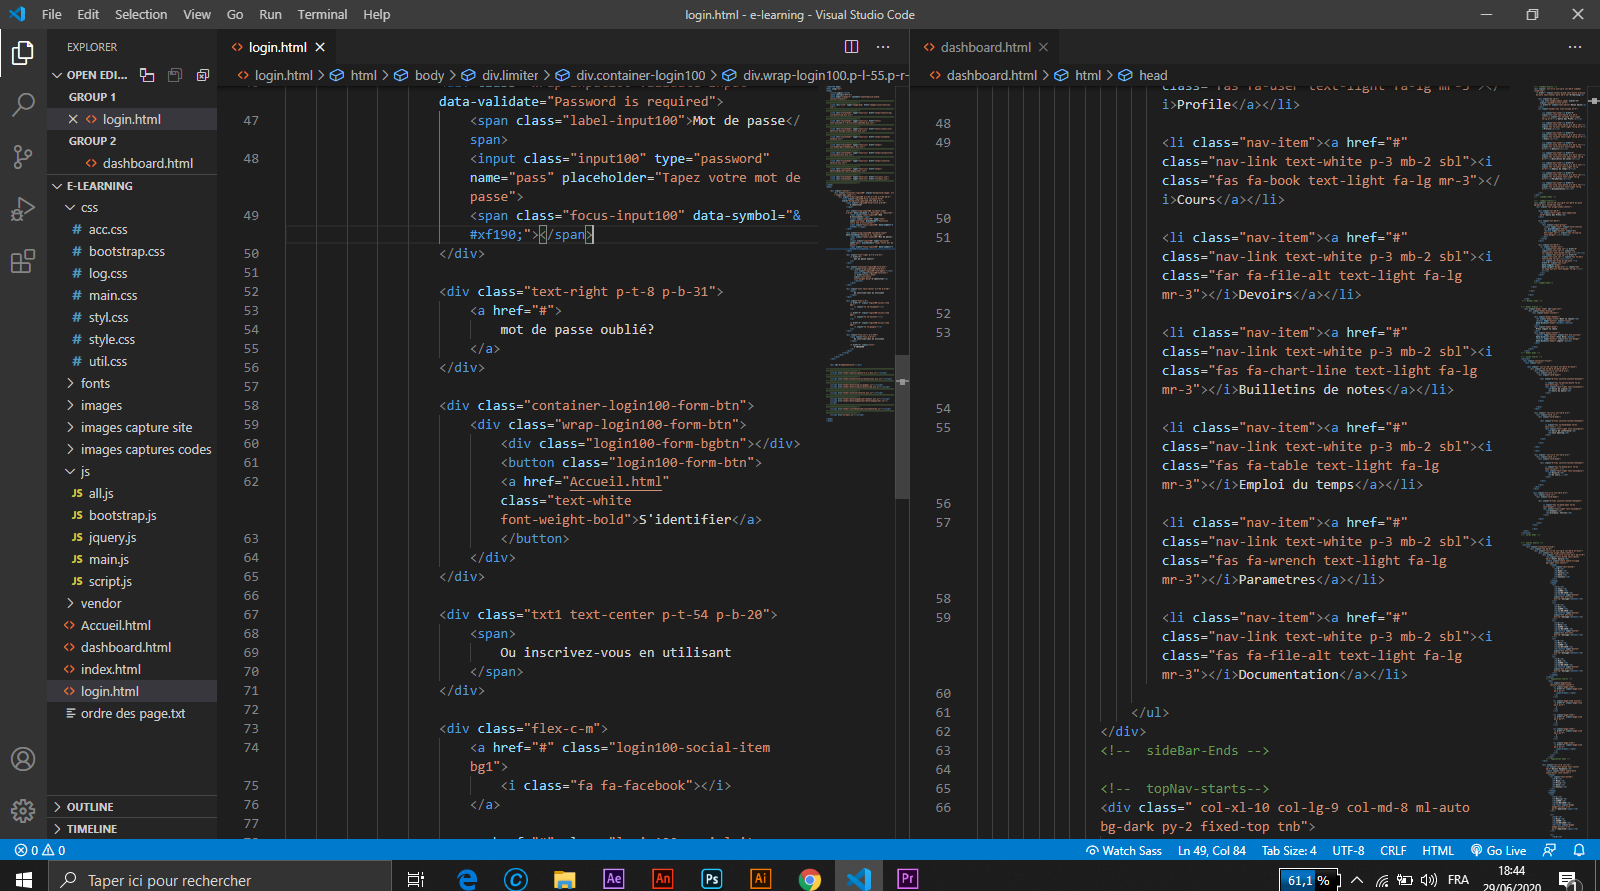 File Edit Selection View Go Run Terminal Help
login.html - e-learning - Visual Studio Code
EXPLORER
OPEN EDI...
GROUP 1
login.html
GROUP 2
dashboard.html
E-LEARNING
css
# acc.css
# bootstrap.css
# log.css
# main.css
# styl.css
# style.css
# util.css
fonts
images
images capture site
images captures codes
js
JS all.js
JS bootstrap.js
JS jquery.js
JS main.js
JS script.js
vendor
Accueil.html
dashboard.html
index.html
login.html
ordre des page.txt
OUTLINE
TIMELINE
login.html
login.html > html > body > div.limiter > div.container-login100 > div.wrap-login100.p-l-55.p-r-
data-validate="Password is required">
47 <span class="label-input100">Mot de passe</
span>
48 <input class="input100" type="password"
name="pass" placeholder="Tapez votre mot de
passe">
49 <span class="focus-input100" data-symbol="&
#xf190;"></span>
50 </div>
51
52 <div class="text-right p-t-8 p-b-31">
53 <a href="#">
54 mot de passe oublié?
55 </a>
56 </div>
57
58 <div class="container-login100-form-btn">
59 <div class="wrap-login100-form-btn">
60 <div class="login100-form-bgbtn"></div>
61 <button class="login100-form-btn">
62 <a href="Accueil.html"
class="text-white
font-weight-bold">S'identifier</a>
63 </button>
64 </div>
65 </div>
66
67 <div class="txt1 text-center p-t-54 p-b-20">
68 <span>
69 Ou inscrivez-vous en utilisant
70 </span>
71 </div>
72
73 <div class="flex-c-m">
74 <a href="#" class="login100-social-item
bg1">
75 <i class="fa fa-facebook"></i>
76 </a>
77
dashboard.html
dashboard.html > html > head
class="fas fa-user text-light fa-lg mr-3"></
i>Profile</a></li>
48
49 <li class="nav-item"><a href="#"
class="nav-link text-white p-3 mb-2 sbl"><i
class="fas fa-book text-light fa-lg mr-3"></
i>Cours</a></li>
50
51 <li class="nav-item"><a href="#"
class="nav-link text-white p-3 mb-2 sbl"><i
class="far fa-file-alt text-light fa-lg
mr-3"></i>Devoirs</a></li>
52
53 <li class="nav-item"><a href="#"
class="nav-link text-white p-3 mb-2 sbl"><i
class="fas fa-chart-line text-light fa-lg
mr-3"></i>Builletins de notes</a></li>
54
55 <li class="nav-item"><a href="#"
class="nav-link text-white p-3 mb-2 sbl"><i
class="fas fa-table text-light fa-lg
mr-3"></i>Emploi du temps</a></li>
56
57 <li class="nav-item"><a href="#"
class="nav-link text-white p-3 mb-2 sbl"><i
class="fas fa-wrench text-light fa-lg
mr-3"></i>Parametres</a></li>
58
59 <li class="nav-item"><a href="#"
class="nav-link text-white p-3 mb-2 sbl"><i
class="fas fa-file-alt text-light fa-lg
mr-3"></i>Documentation</a></li>
60
61 </ul>
62 </div>
63 <!-- sideBar-Ends -->
64
65 <!-- topNav-starts-->
66 <div class=" col-xl-10 col-lg-9 col-md-8 ml-auto
bg-dark py-2 fixed-top tnb">
0 0
Watch Sass Ln 49, Col 84 Tab Size: 4 UTF-8 CRLF HTML Go Live
Taper ici pour rechercher
Ae An Ps Ai Pr
61,1 %
FRA
18:44
29/06/2020
1